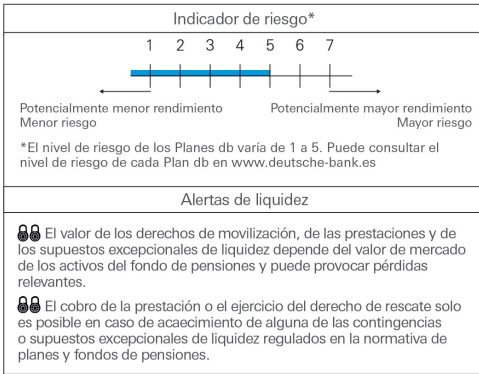 Indicador de riesgo*
1 2 3 4 5 6 7
Potencialmente menor rendimiento
Menor riesgo
Potencialmente mayor rendimiento
Mayor riesgo
*El nivel de riesgo de los Planes db varía de 1 a 5. Puede consultar el
nivel de riesgo de cada Plan db en www.deutsche-bank.es
Alertas de liquidez
El valor de los derechos de movilización, de las prestaciones y de
los supuestos excepcionales de liquidez depende del valor de mercado
de los activos del fondo de pensiones y puede provocar pérdidas
relevantes.
El cobro de la prestación o el ejercicio del derecho de rescate solo
es posible en caso de acaecimiento de alguna de las contingencias
o supuestos excepcionales de liquidez regulados en la normativa de
planes y fondos de pensiones.